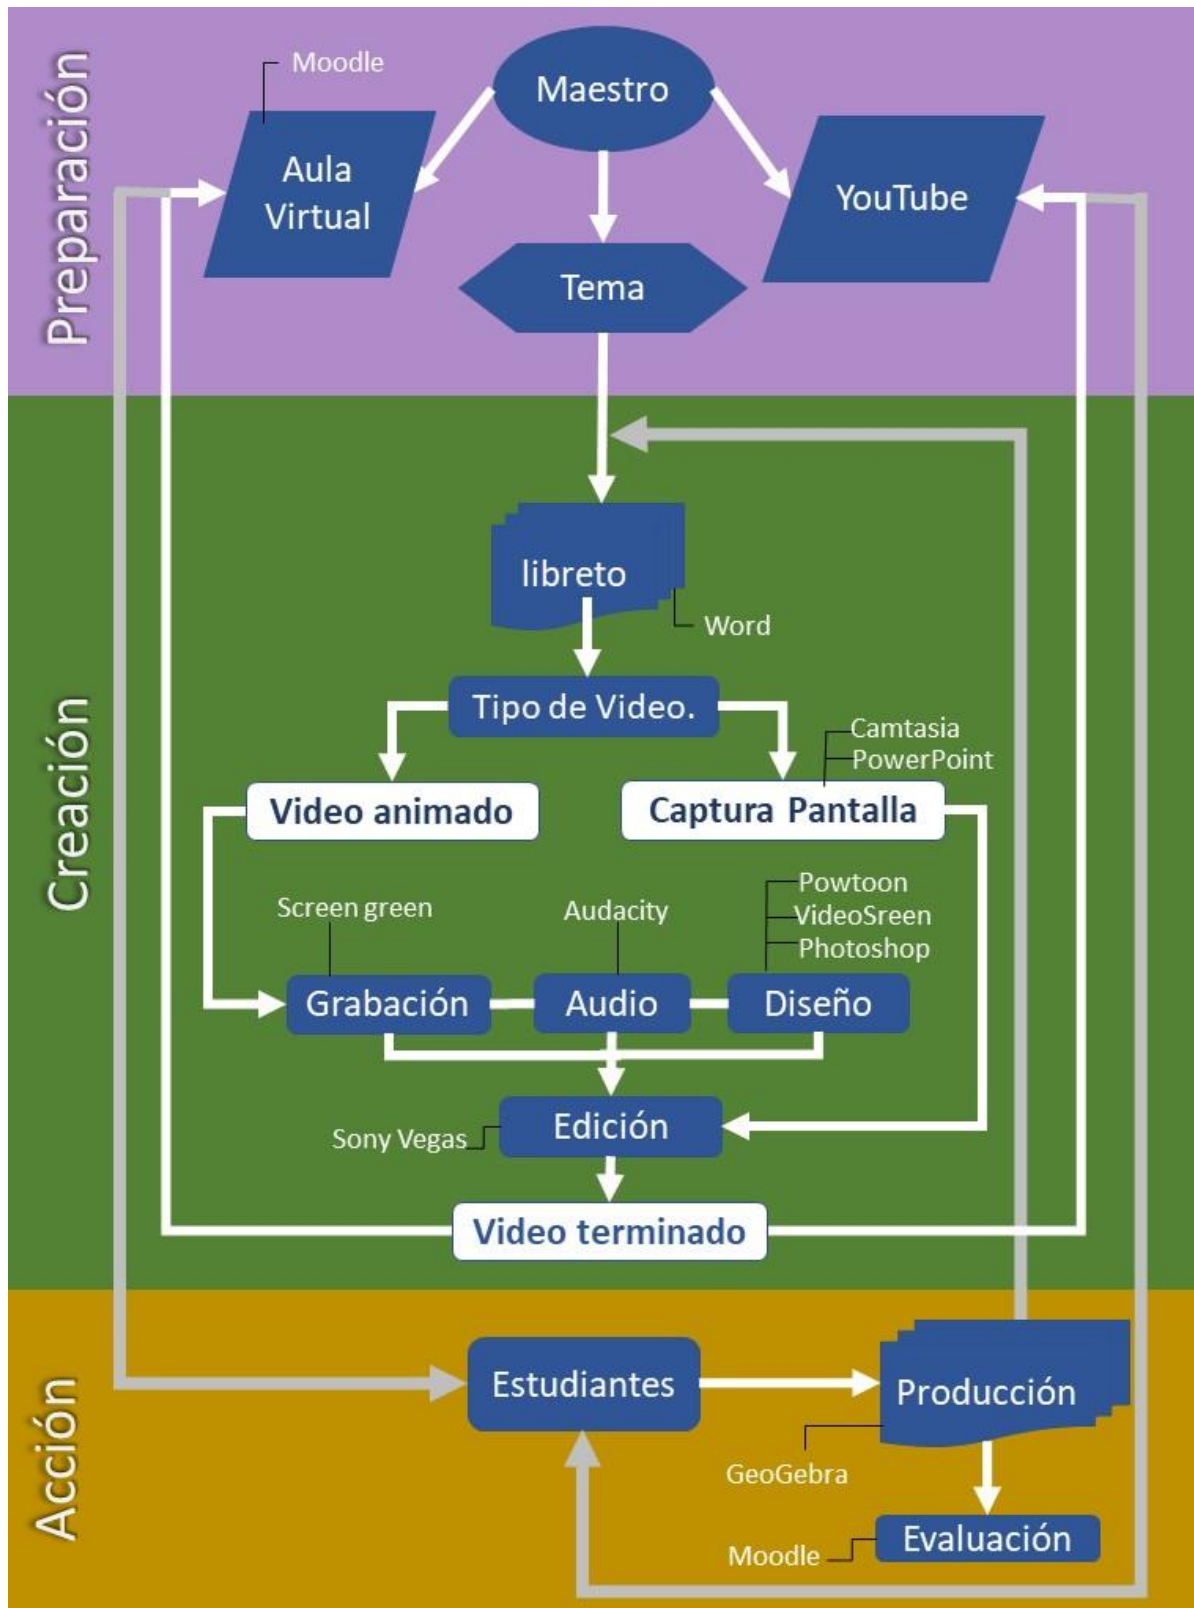 Preparación
Moodle
Maestro
Aula
Virtual
YouTube
Tema
Creación
libreto
Word
Tipo de Video.
Camtasia
PowerPoint
Video animado
Captura Pantalla
Screen green
Audacity
Powtoon
VideoSreen
Photoshop
Grabación
Audio
Diseño
Edición
Sony Vegas
Video terminado
Acción
Estudiantes
Producción
GeoGebra
Evaluación
Moodle